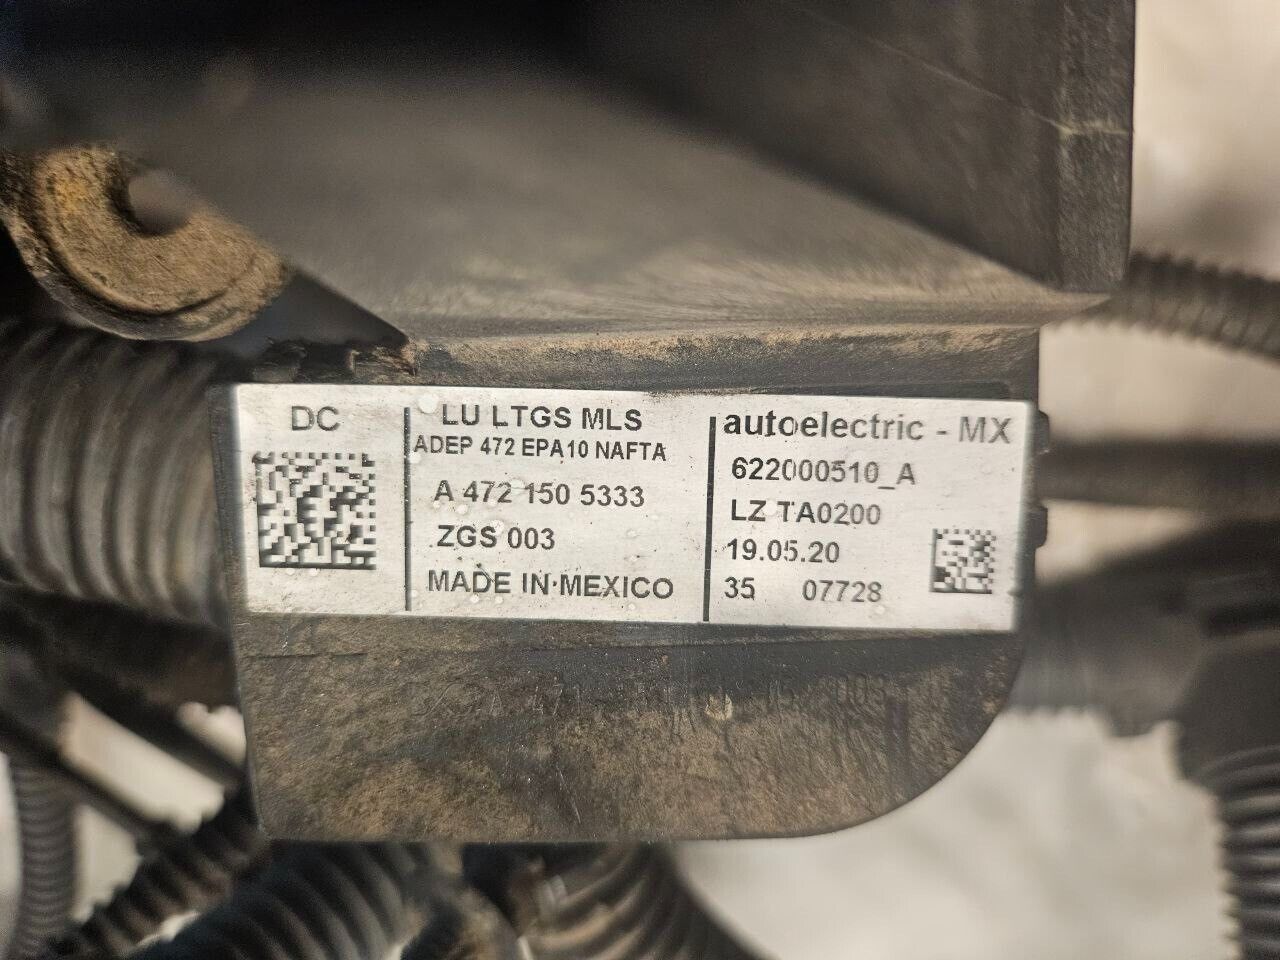 DC
LU LTGS MLS
ADEP 472 EPA10 NAFTA
A 472 150 5333
ZGS 003
MADE IN MEXICO
autoelectric - MX
622000510_A
LZ TA0200
19.05.20
35 07728